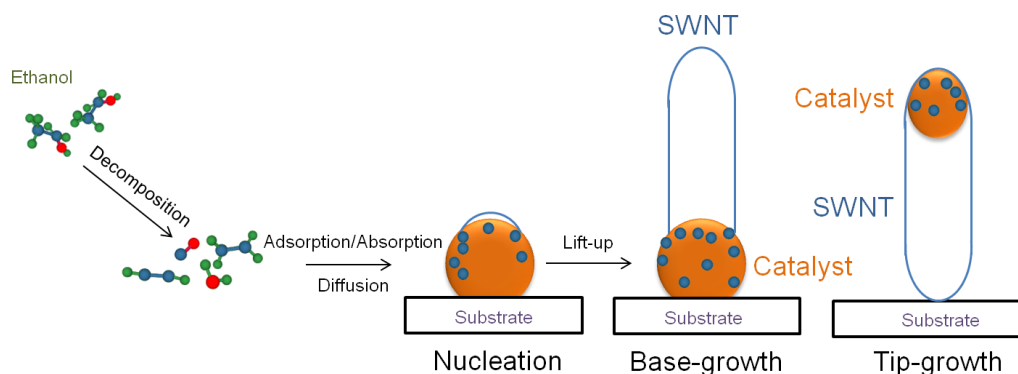 Ethanol
Decomposition
Adsorption/Absorption
Diffusion
Substrate
Nucleation
Lift-up
SWNT
Catalyst
Substrate
Base-growth
Catalyst
SWNT
Substrate
Tip-growth